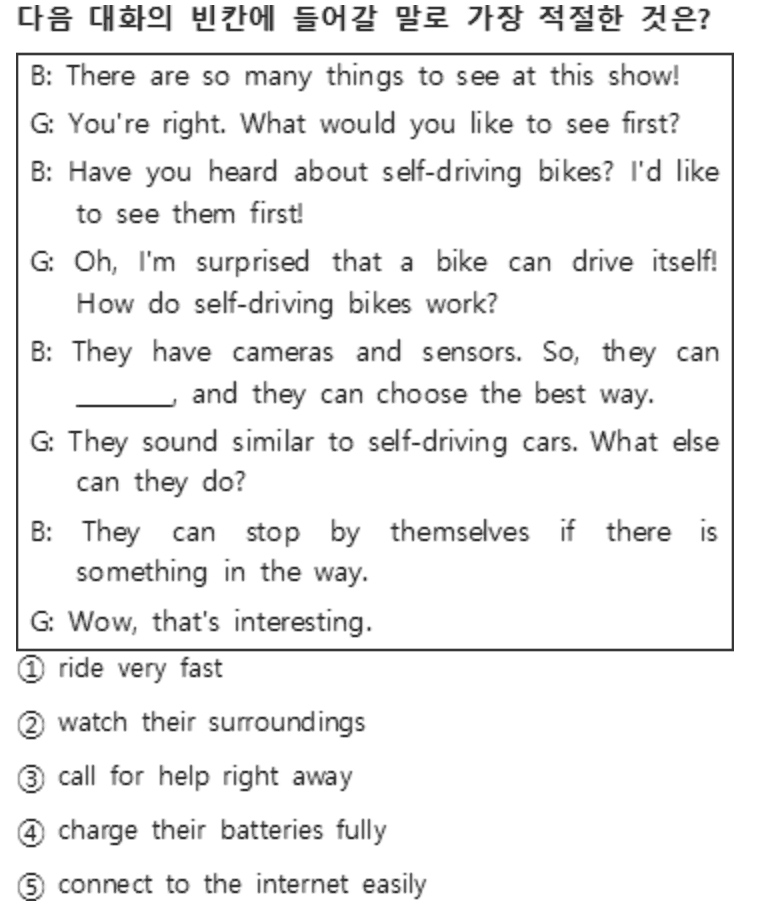 다음 대화의 빈칸에 들어갈 말로 가장 적절한 것은?
B: There are so many things to see at this show!
G: You're right. What would you like to see first?
B: Have you heard about self-driving bikes? I'd like
to see them first!
G: Oh, I'm surprised that a bike can drive itself!
How do self-driving bikes work?
B: They have cameras and sensors. So, they can
_______, and they can choose the best way.
G: They sound similar to self-driving cars. What else
can they do?
B: They can stop by themselves if there is
something in the way.
G: Wow, that's interesting.
① ride very fast
② watch their surroundings
③ call for help right away
④ charge their batteries fully
⑤ connect to the internet easily